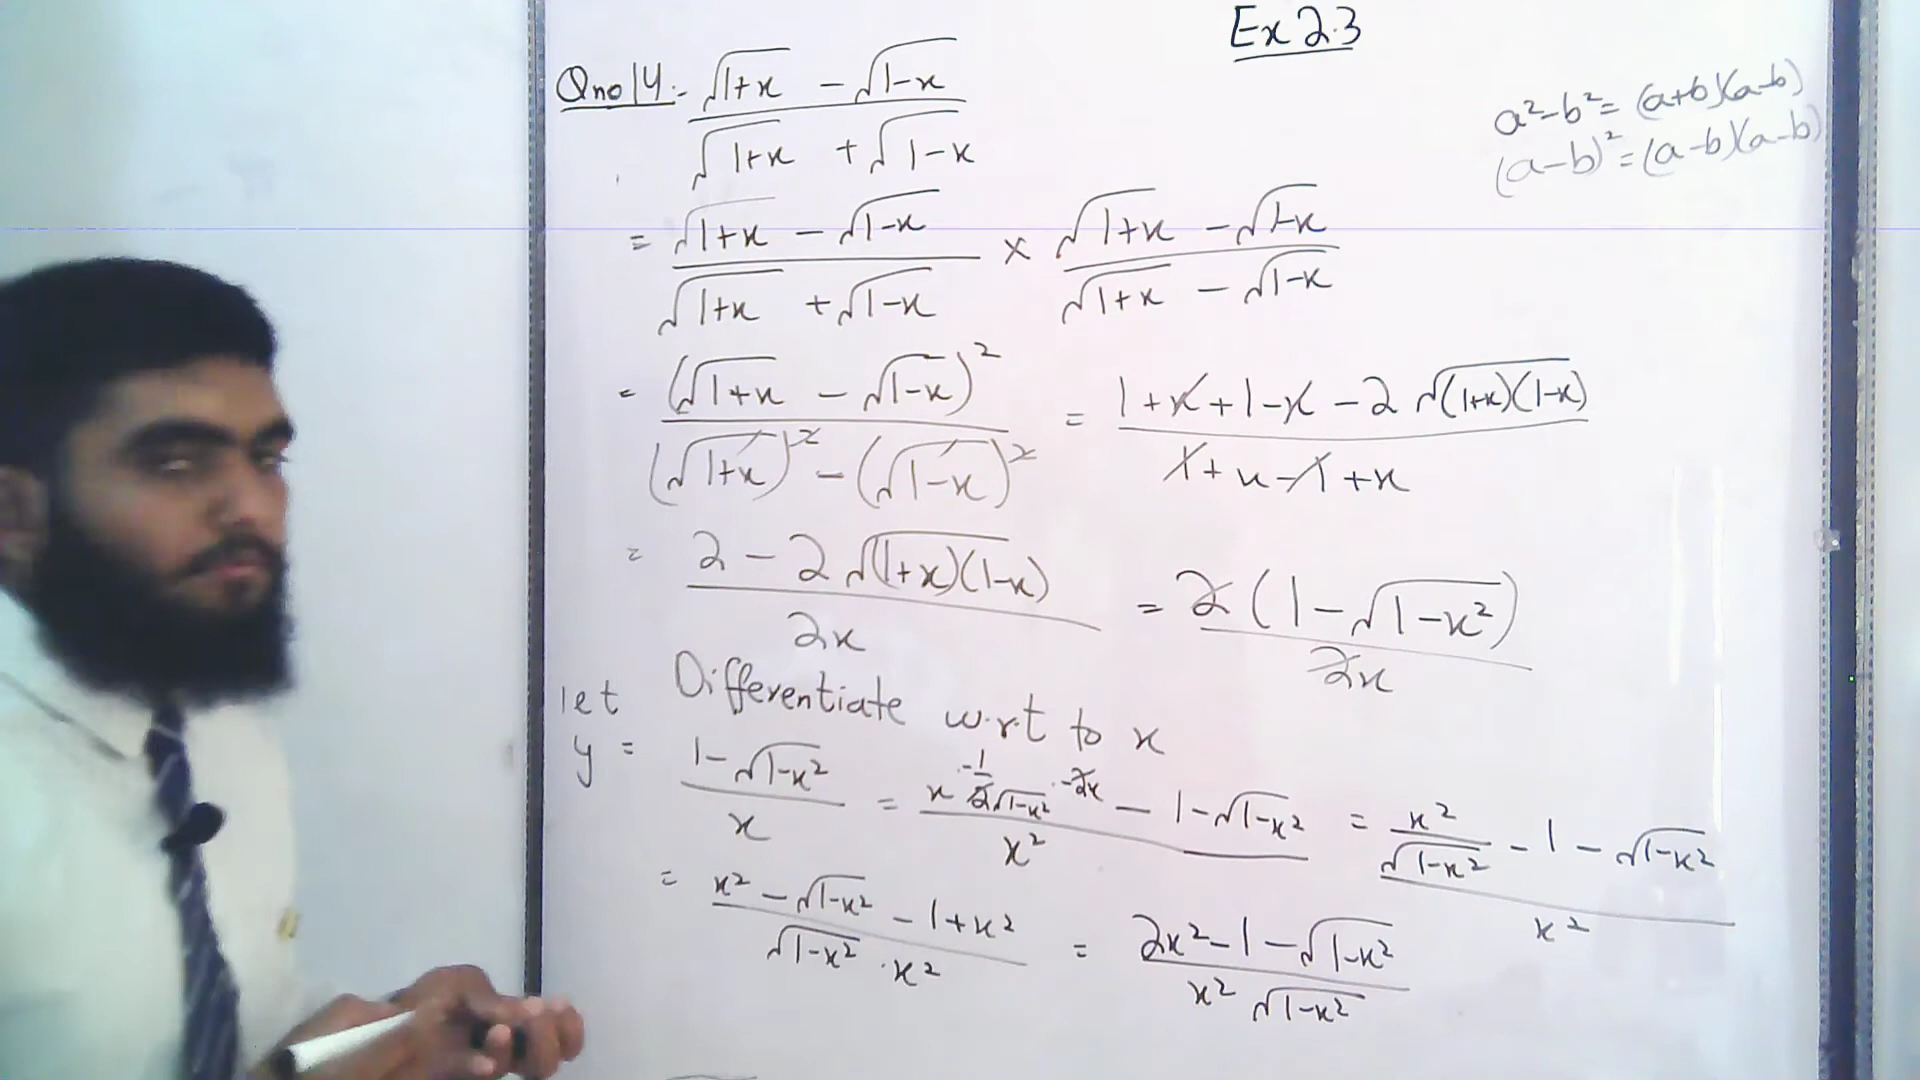 Ex 2.3
Qno 14:- (√(1+x) - √(1-x)) / (√(1+x) + √(1-x))
a²-b² = (a+b)(a-b)
(a-b)² = (a-b)(a-b)
= (√(1+x) - √(1-x)) / (√(1+x) + √(1-x)) × (√(1+x) - √(1-x)) / (√(1+x) - √(1-x))
= (√(1+x) - √(1-x))² / ((√(1+x))² - (√(1-x))²) = (1+x+1-x-2√((1+x)(1-x))) / (1+x-1+x)
= (2 - 2√((1+x)(1-x))) / 2x = 2(1-√(1-x²)) / 2x
let Differentiate w.r.t to x
y = (1-√(1-x²)) / x = (x · -1/(2√(1-x²)) · -2x - 1-√(1-x²)) / x² = (x²/√(1-x²) - 1 - √(1-x²)) / x²
= (x² - √(1-x²) - 1+x²) / (√(1-x²) · x²) = (2x²-1-√(1-x²)) / (x² √(1-x²))